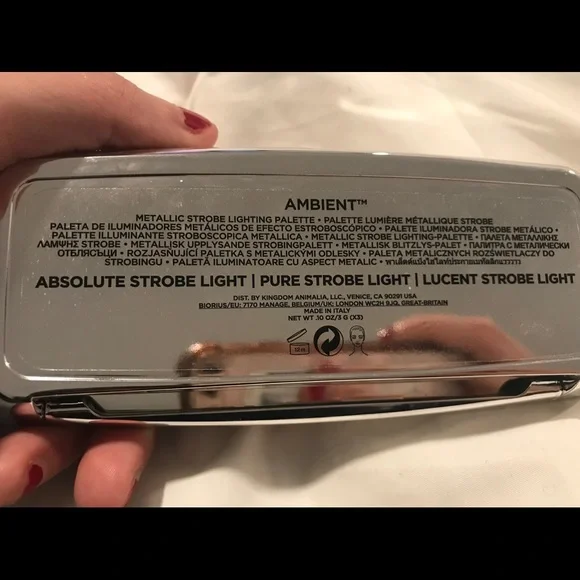 AMBIENT™
METALLIC STROBE LIGHTING PALETTE • PALETTE LUMIÈRE MÉTALLIQUE STROBE
PALETA DE ILUMINADORES METÁLICOS DE EFECTO ESTROBOSCÓPICO • PALETE ILUMINADORA STROBE METÁLICO •
PALETTE ILLUMINANTE STROBOSCOPICA METALLICA • METALLIC STROBE LIGHTING-PALETTE • ΠΑΛΕΤΑ ΜΕΤΑΛΛΙΚΗΣ
ΛΑΜΨΗΣ STROBE • METALLISK UPPLYSANDE STROBINGPALETT • METALLISK BLITZLYS-PALET • ПАЛИТРА С МЕТАЛИЧЕСКИ
ОТБЛЯСЪЦИ • ROZJASŇUJÍCÍ PALETKA S METALICKÝMI ODLESKY • PALETA METALICZNYCH ROZŚWIETLACZY DO
STROBINGU • PALETĂ ILUMINATOARE CU ASPECT METALIC •
ABSOLUTE STROBE LIGHT | PURE STROBE LIGHT | LUCENT STROBE LIGHT
DIST. BY KINGDOM ANIMALIA, LLC., VENICE, CA 90291 USA
BIORIUS/EU: 7170 MANAGE, BELGIUM/UK: LONDON WC2H 9JQ, GREAT-BRITAIN
MADE IN ITALY
NET WT .10 OZ/3 G (X3)